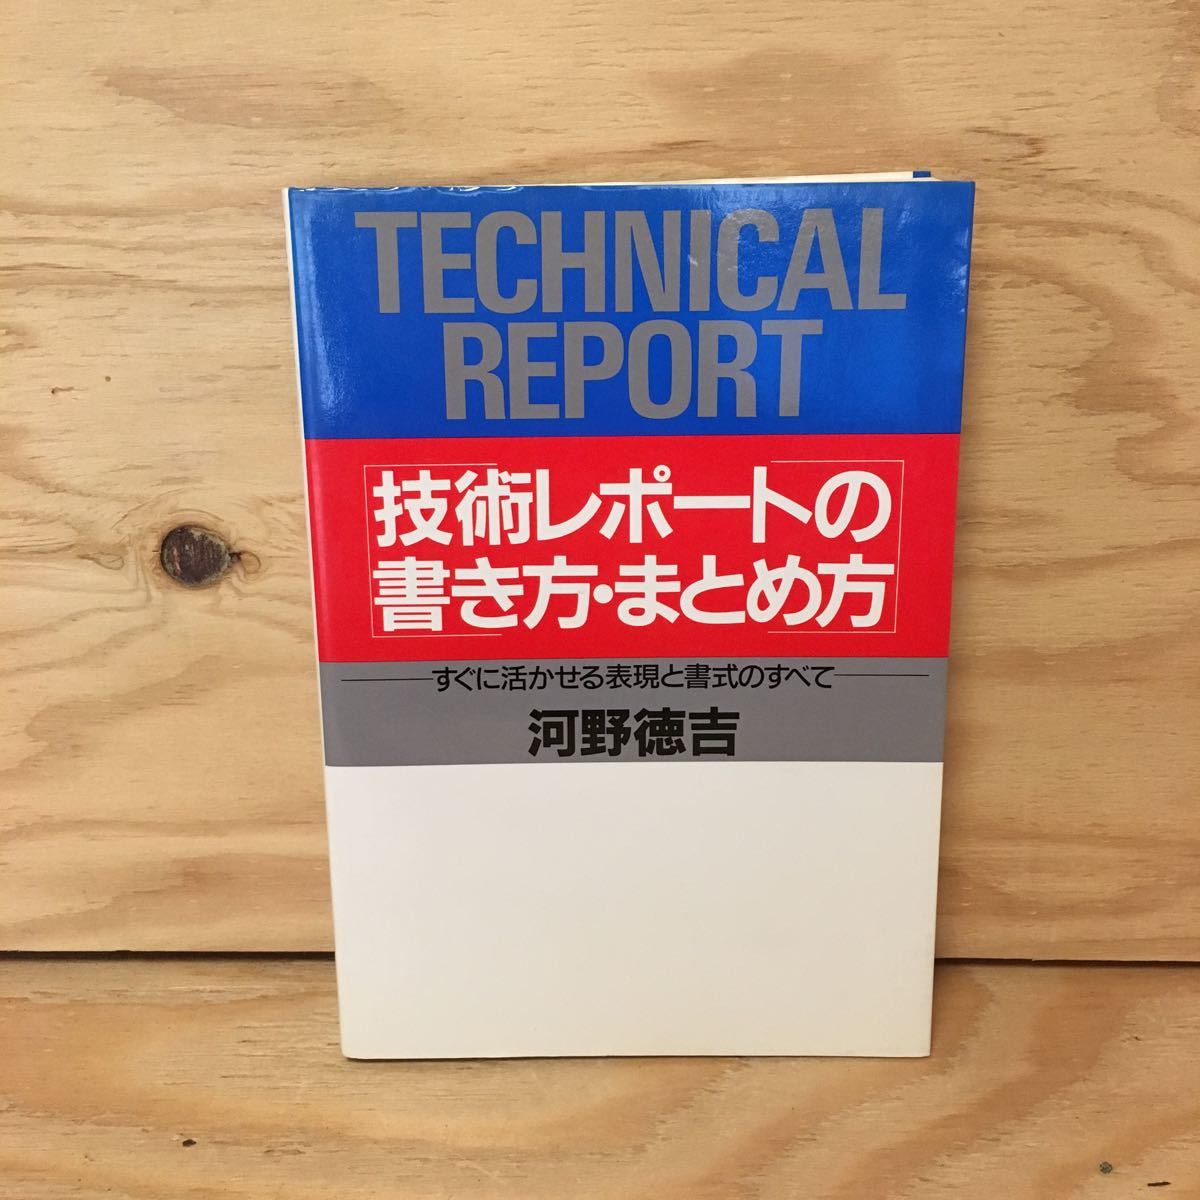 TECHNICAL
REPORT
技術レポートの
書き方・まとめ方
すぐに活かせる表現と書式のすべて
河野徳吉